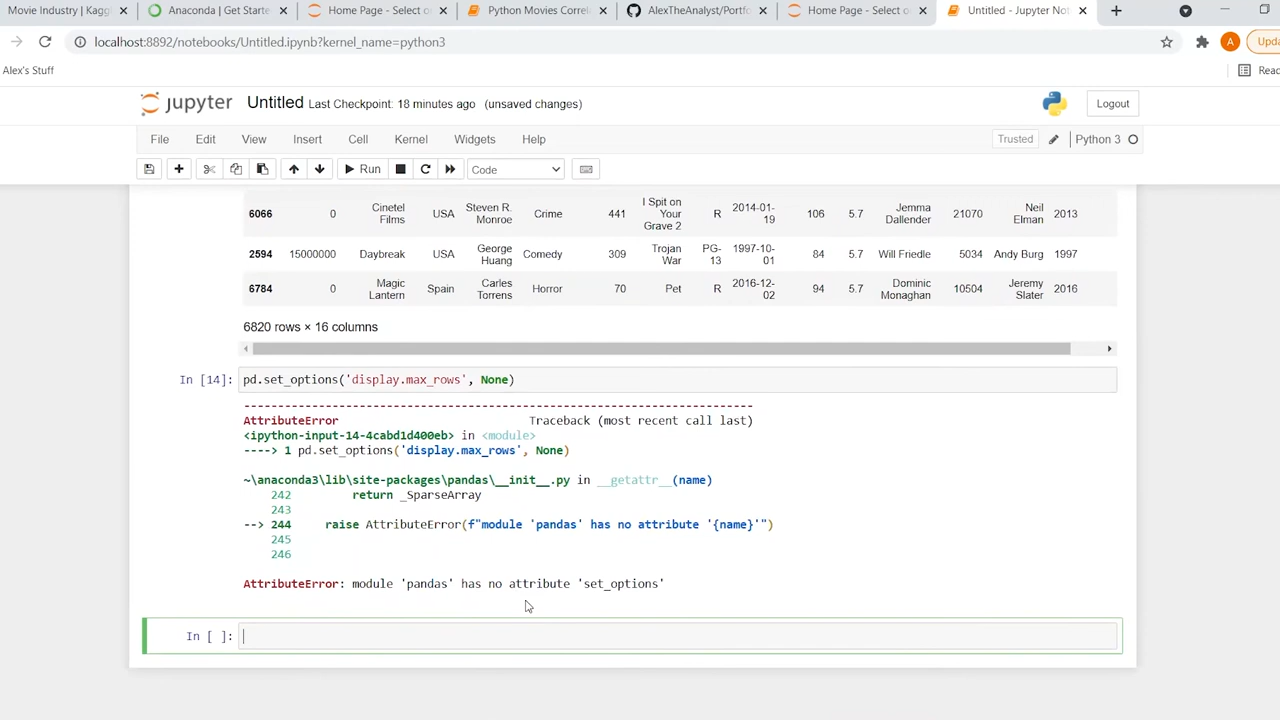 Movie Industry | Kagg
Anaconda | Get Starte
Home Page - Select o
Python Movies Correla
AlexTheAnalyst/Portfo
Home Page - Select o
Untitled - Jupyter Not
localhost:8892/notebooks/Untitled.ipynb?kernel_name=python3
A
Upda
Alex's Stuff
Reac
jupyter Untitled Last Checkpoint: 18 minutes ago (unsaved changes)
Logout
File Edit View Insert Cell Kernel Widgets Help
Trusted
Python 3
Run
Code
6066 0 Cinetel Films USA Steven R. Monroe Crime 441 I Spit on Your Grave 2 R 2014-01-19 106 5.7 Jemma Dallender 21070 Neil Elman 2013
2594 15000000 Daybreak USA George Huang Comedy 309 Trojan War PG-13 1997-10-01 84 5.7 Will Friedle 5034 Andy Burg 1997
6784 0 Magic Lantern Spain Carles Torrens Horror 70 Pet R 2016-12-02 94 5.7 Dominic Monaghan 10504 Jeremy Slater 2016
6820 rows × 16 columns
In [14]: pd.set_options('display.max_rows', None)
---------------------------------------------------------------------------
AttributeError Traceback (most recent call last)
<ipython-input-14-4cabd1d400eb> in <module>
----> 1 pd.set_options('display.max_rows', None)
~\anaconda3\lib\site-packages\pandas\__init__.py in __getattr__(name)
242 return _SparseArray
243
--> 244 raise AttributeError(f"module 'pandas' has no attribute '{name}'")
245
246
AttributeError: module 'pandas' has no attribute 'set_options'
In [ ]: